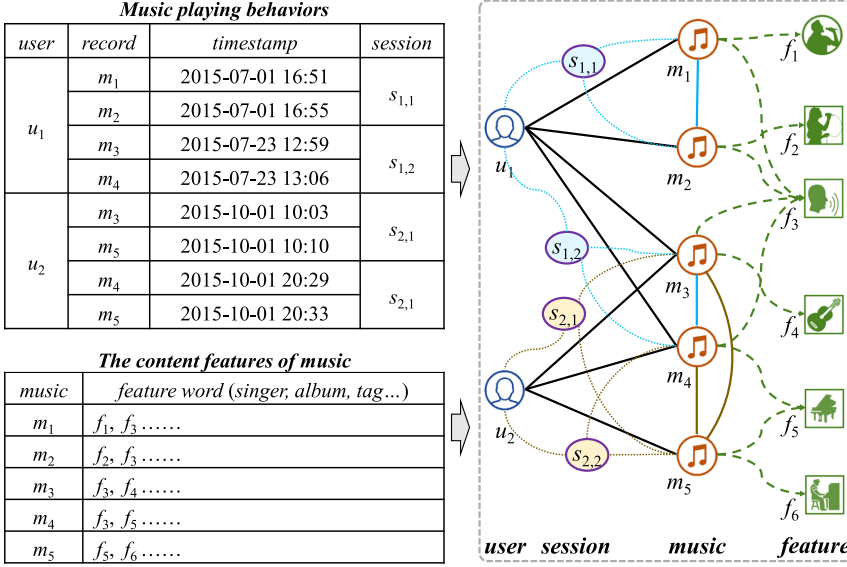 Music playing behaviors
user record timestamp session
u1 m1 2015-07-01 16:51 s1,1
m2 2015-07-01 16:55
m3 2015-07-23 12:59 s1,2
m4 2015-07-23 13:06
u2 m3 2015-10-01 10:03 s2,1
m5 2015-10-01 10:10
m4 2015-10-01 20:29 s2,1
m5 2015-10-01 20:33
The content features of music
music feature word (singer, album, tag…)
m1 f1, f3 ……
m2 f2, f3 ……
m3 f3, f4 ……
m4 f3, f5 ……
m5 f5, f6 ……
s1,1
m1
f1
u1
m2
f2
f3
s1,2
m3
s2,1
f4
m4
u2
f5
s2,2
m5
f6
user session music feature